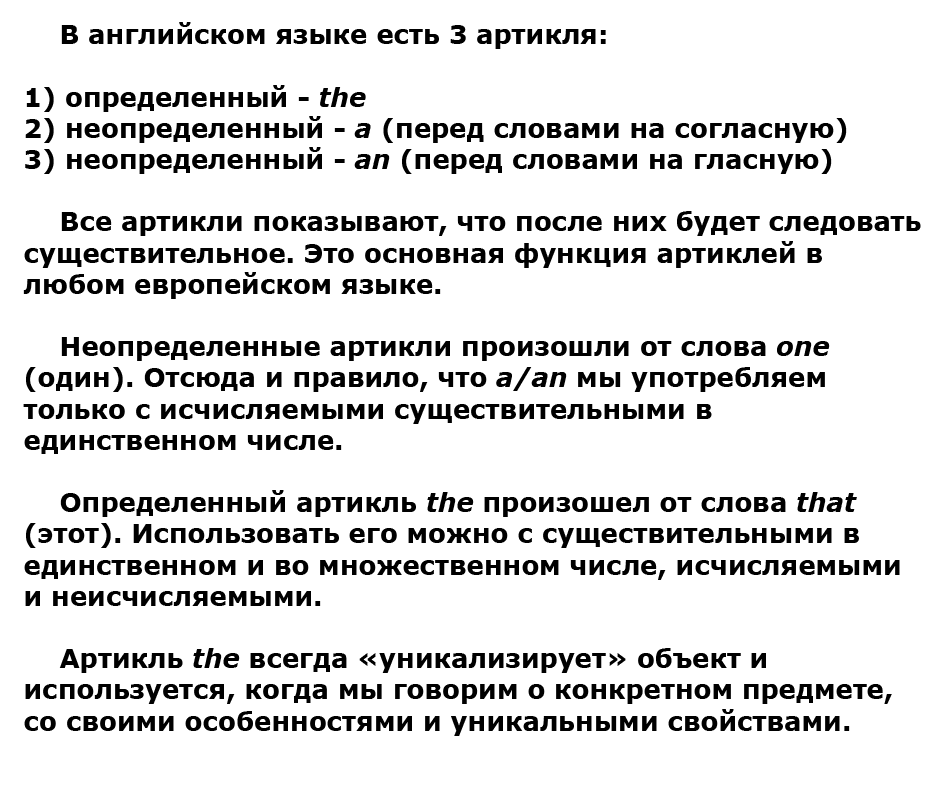 В английском языке есть 3 артикля:
1) определенный - the
2) неопределенный - a (перед словами на согласную)
3) неопределенный - an (перед словами на гласную)
Все артикли показывают, что после них будет следовать
существительное. Это основная функция артиклей в
любом европейском языке.
Неопределенные артикли произошли от слова one
(один). Отсюда и правило, что a/an мы употребляем
только с исчисляемыми существительными в
единственном числе.
Определенный артикль the произошел от слова that
(этот). Использовать его можно с существительными в
единственном и во множественном числе, исчисляемыми
и неисчисляемыми.
Артикль the всегда «уникализирует» объект и
используется, когда мы говорим о конкретном предмете,
со своими особенностями и уникальными свойствами.